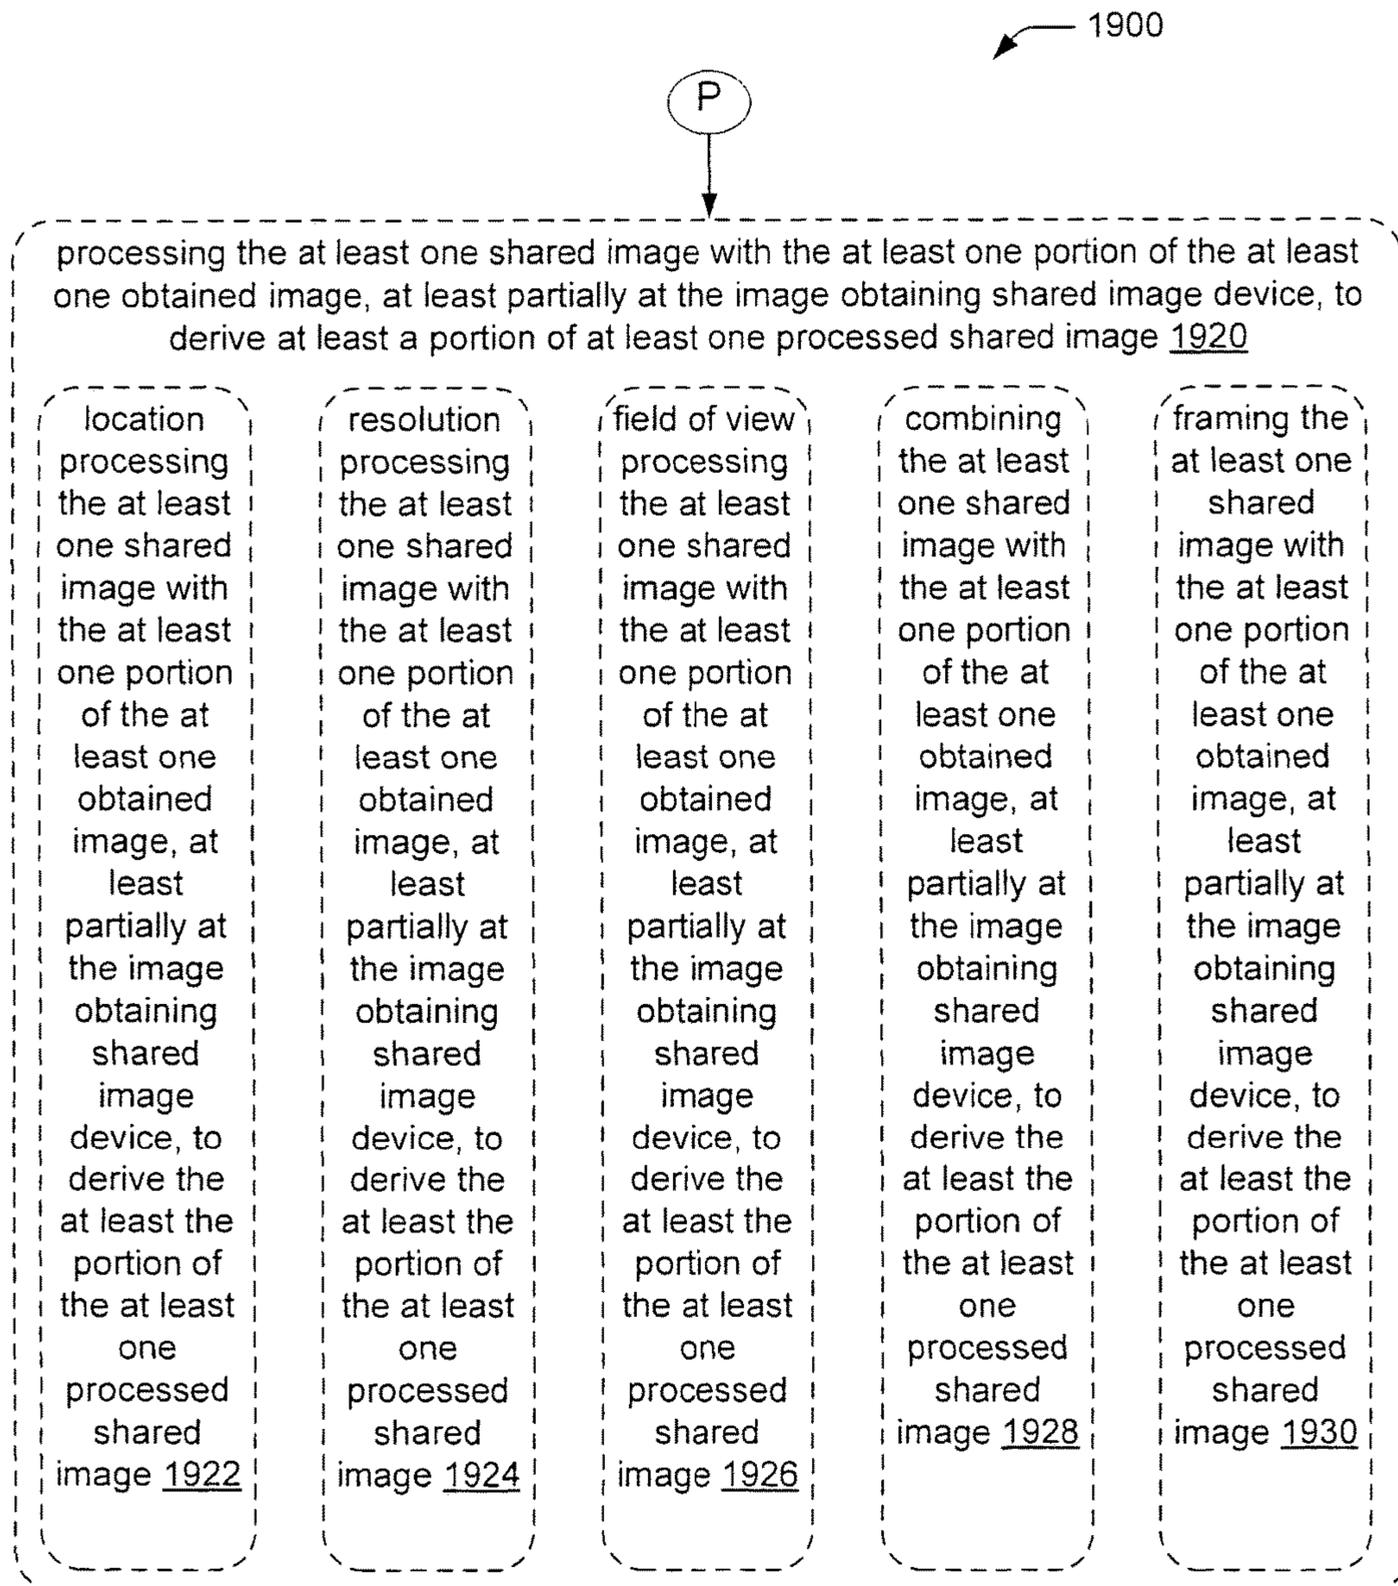 1900
P
processing the at least one shared image with the at least one portion of the at least
one obtained image, at least partially at the image obtaining shared image device, to
derive at least a portion of at least one processed shared image 1920
location
processing
the at least
one shared
image with
the at least
one portion
of the at
least one
obtained
image, at
least
partially at
the image
obtaining
shared
image
device, to
derive the
at least the
portion of
the at least
one
processed
shared
image 1922
resolution
processing
the at least
one shared
image with
the at least
one portion
of the at
least one
obtained
image, at
least
partially at
the image
obtaining
shared
image
device, to
derive the
at least the
portion of
the at least
one
processed
shared
image 1924
field of view
processing
the at least
one shared
image with
the at least
one portion
of the at
least one
obtained
image, at
least
partially at
the image
obtaining
shared
image
device, to
derive the
at least the
portion of
the at least
one
processed
shared
image 1926
combining
the at least
one shared
image with
the at least
one portion
of the at
least one
obtained
image, at
least
partially at
the image
obtaining
shared
image
device, to
derive the
at least the
portion of
the at least
one
processed
shared
image 1928
framing the
at least one
shared
image with
the at least
one portion
of the at
least one
obtained
image, at
least
partially at
the image
obtaining
shared
image
device, to
derive the
at least the
portion of
the at least
one
processed
shared
image 1930